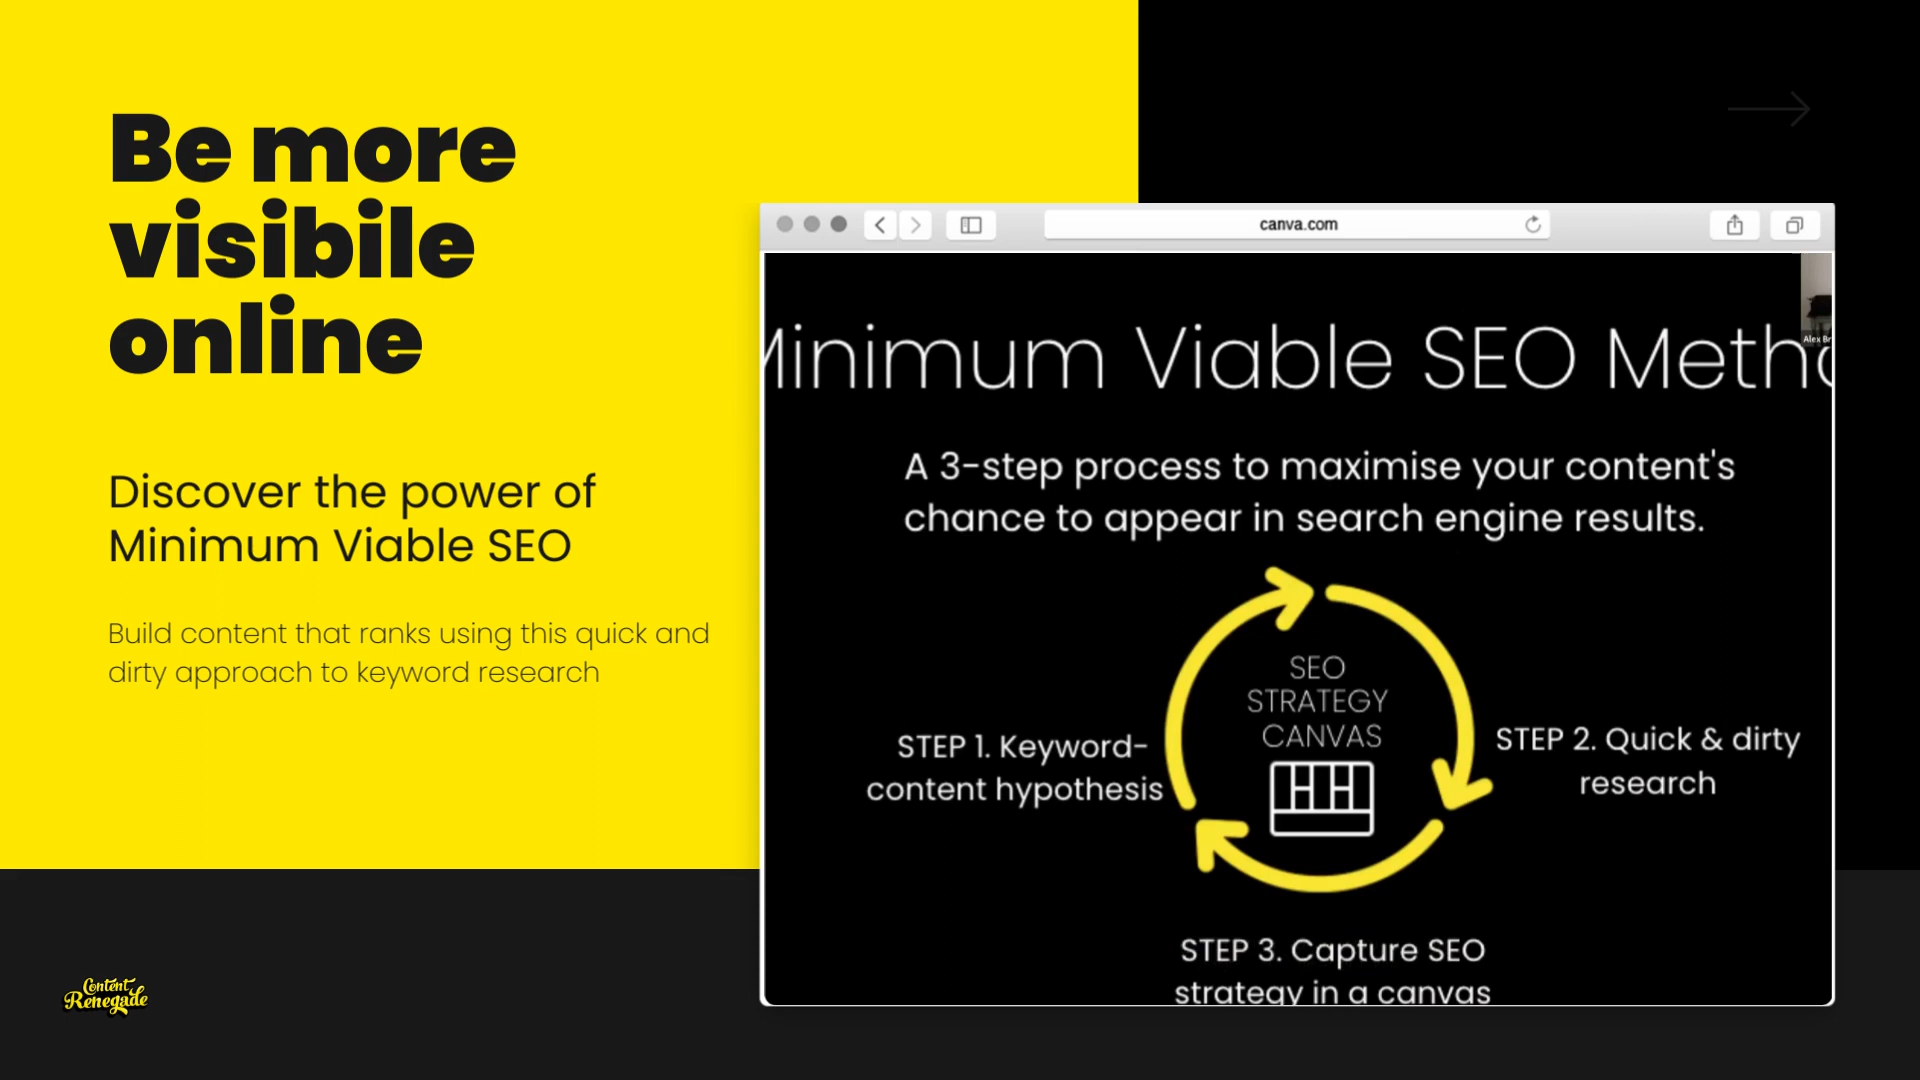 Be more
visibile
online
Discover the power of
Minimum Viable SEO
Build content that ranks using this quick and
dirty approach to keyword research
Content
Renegade
canva.com
Minimum Viable SEO Metho
Alex Br
A 3-step process to maximise your content's
chance to appear in search engine results.
SEO
STRATEGY
CANVAS
STEP 1. Keyword-
content hypothesis
STEP 2. Quick & dirty
research
STEP 3. Capture SEO
strategy in a canvas